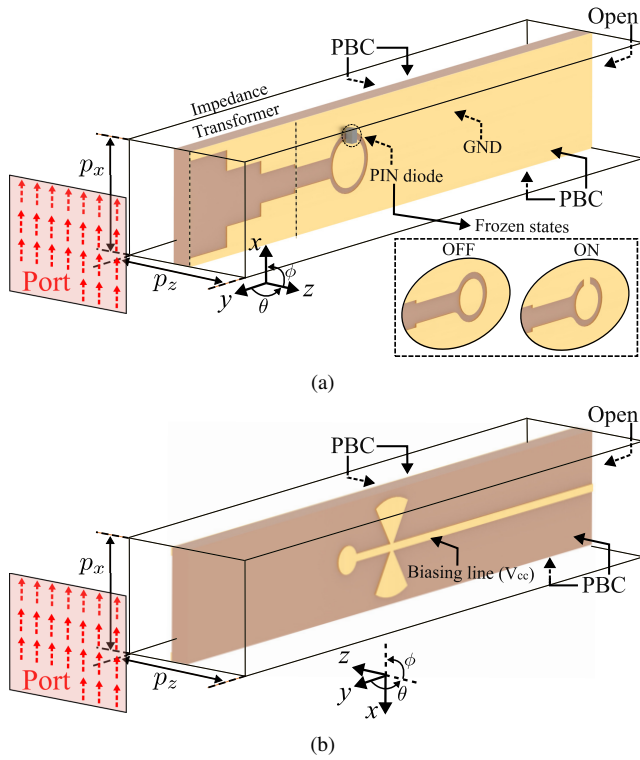 Open
PBC
Impedance
Transformer
GND
p_x
PIN diode
PBC
Frozen states
Port
p_z
x
ϕ
y
θ
z
OFF
ON
(a)
Open
PBC
p_x
Biasing line (V_cc)
PBC
Port
p_z
z
ϕ
y
θ
x
(b)